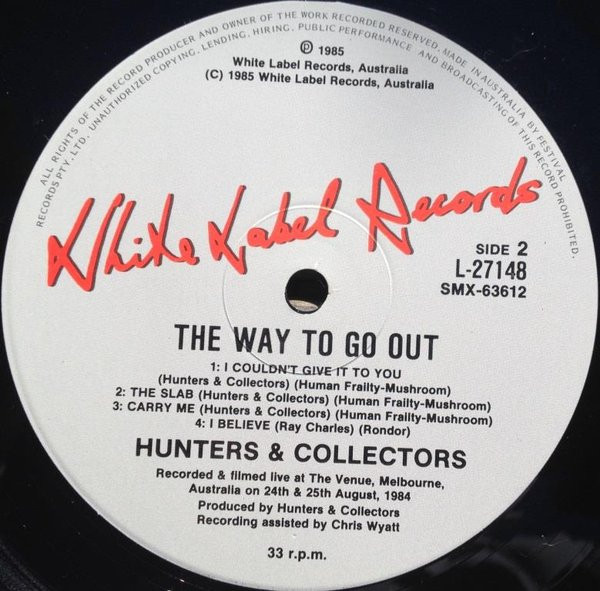 ALL RIGHTS OF THE RECORD PRODUCER AND OWNER OF THE WORK RECORDED RESERVED. MADE IN AUSTRALIA BY FESTIVAL
RECORDS PTY. LTD. UNAUTHORIZED COPYING, LENDING, HIRING, PUBLIC PERFORMANCE AND BROADCASTING OF THIS RECORD PROHIBITED.
℗ 1985
White Label Records, Australia
(C) 1985 White Label Records, Australia
White Label Records
SIDE 2
L-27148
SMX-63612
THE WAY TO GO OUT
1: I COULDN'T GIVE IT TO YOU
(Hunters & Collectors) (Human Frailty-Mushroom)
2: THE SLAB (Hunters & Collectors) (Human Frailty-Mushroom)
3: CARRY ME (Hunters & Collectors) (Human Frailty-Mushroom)
4: I BELIEVE (Ray Charles) (Rondor)
HUNTERS & COLLECTORS
Recorded & filmed live at The Venue, Melbourne,
Australia on 24th & 25th August, 1984
Produced by Hunters & Collectors
Recording assisted by Chris Wyatt
33 r.p.m.